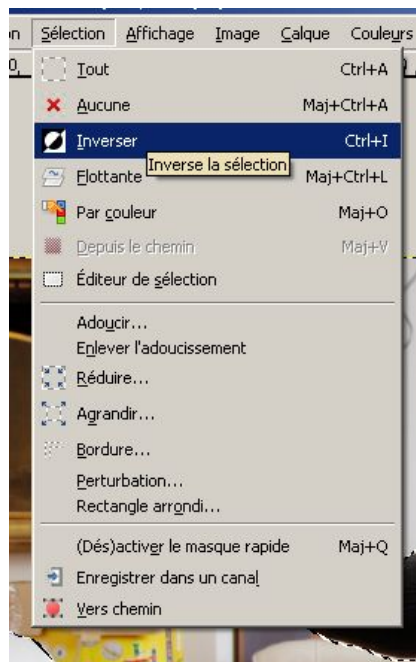 Sélection Affichage Image Calque Couleurs
Tout Ctrl+A
Aucune Maj+Ctrl+A
Inverser Ctrl+I
Inverse la sélection
Flottante Maj+Ctrl+L
Par couleur Maj+O
Depuis le chemin Maj+V
Éditeur de sélection
Adoucir...
Enlever l'adoucissement
Réduire...
Agrandir...
Bordure...
Perturbation...
Rectangle arrondi...
(Dés)activer le masque rapide Maj+Q
Enregistrer dans un canal
Vers chemin